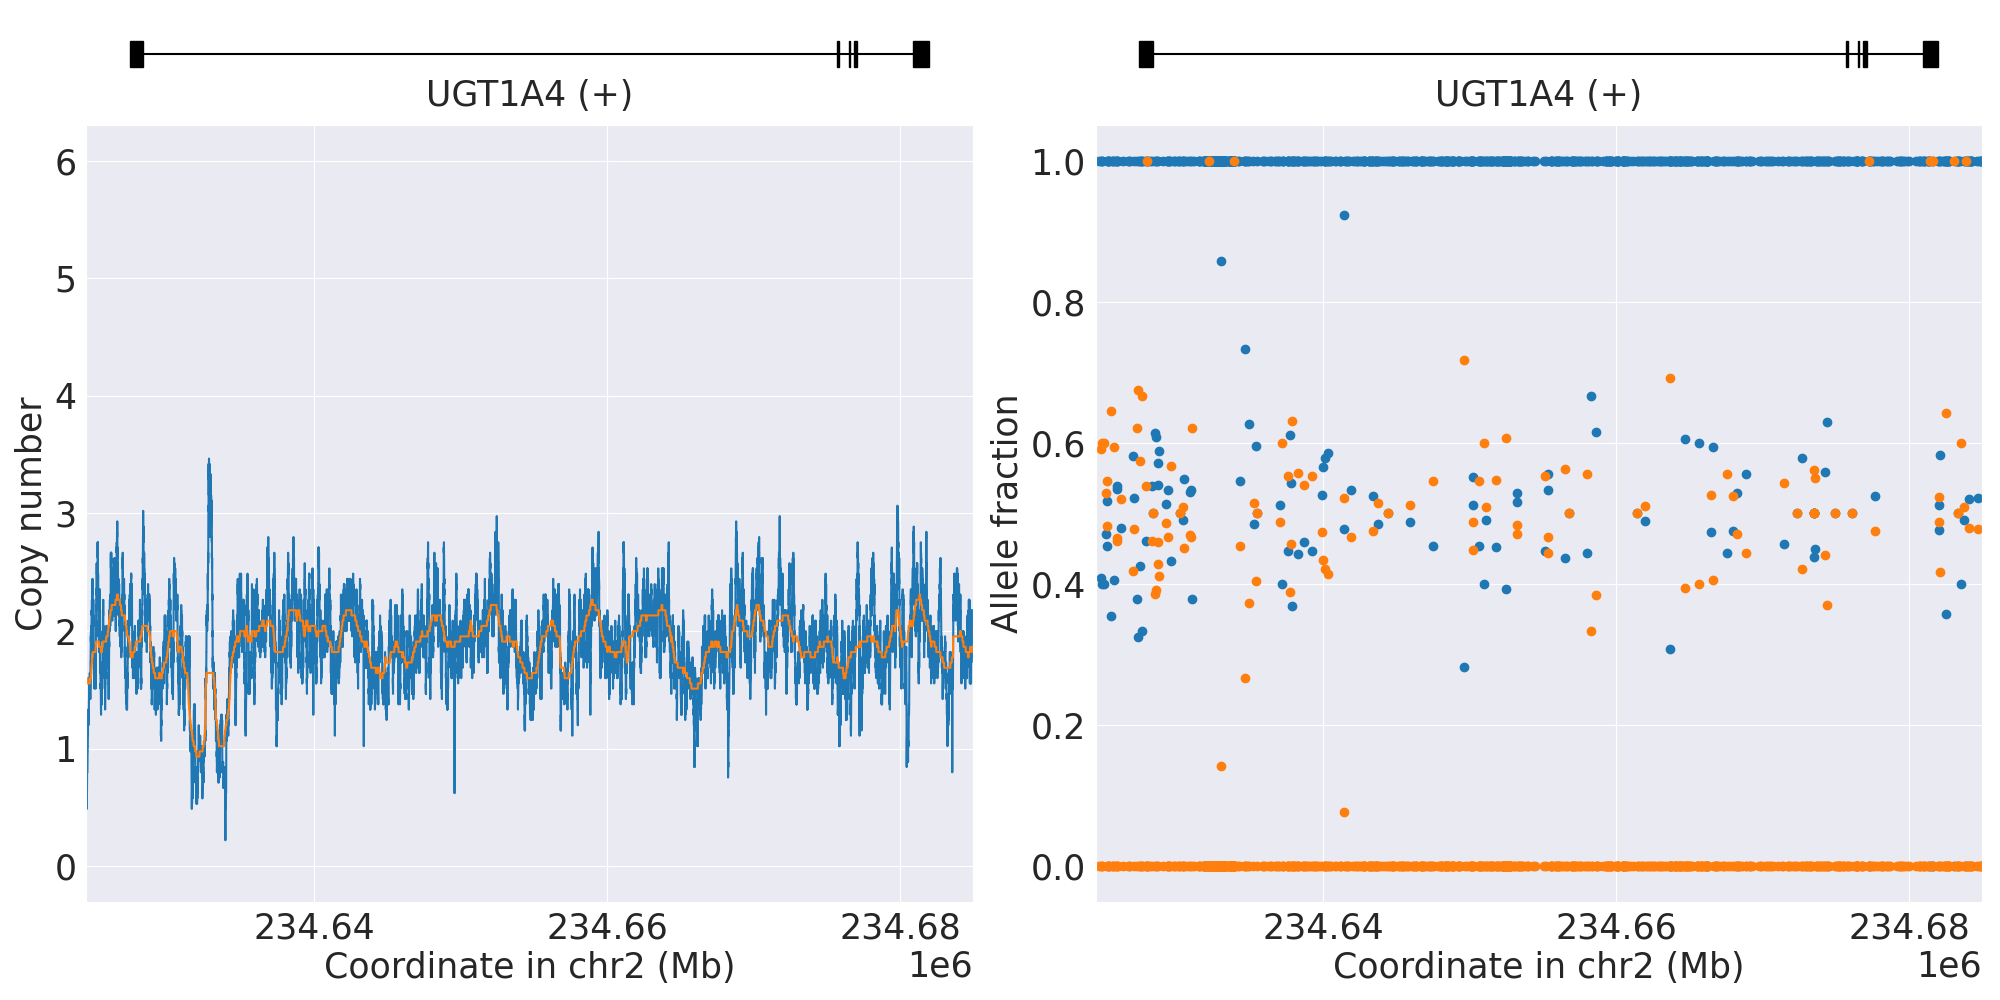 UGT1A4 (+)
6
5
4
3
2
1
0
Copy number
234.64
234.66
234.68
Coordinate in chr2 (Mb)
1e6
UGT1A4 (+)
1.0
0.8
0.6
0.4
0.2
0.0
Allele fraction
234.64
234.66
234.68
Coordinate in chr2 (Mb)
1e6